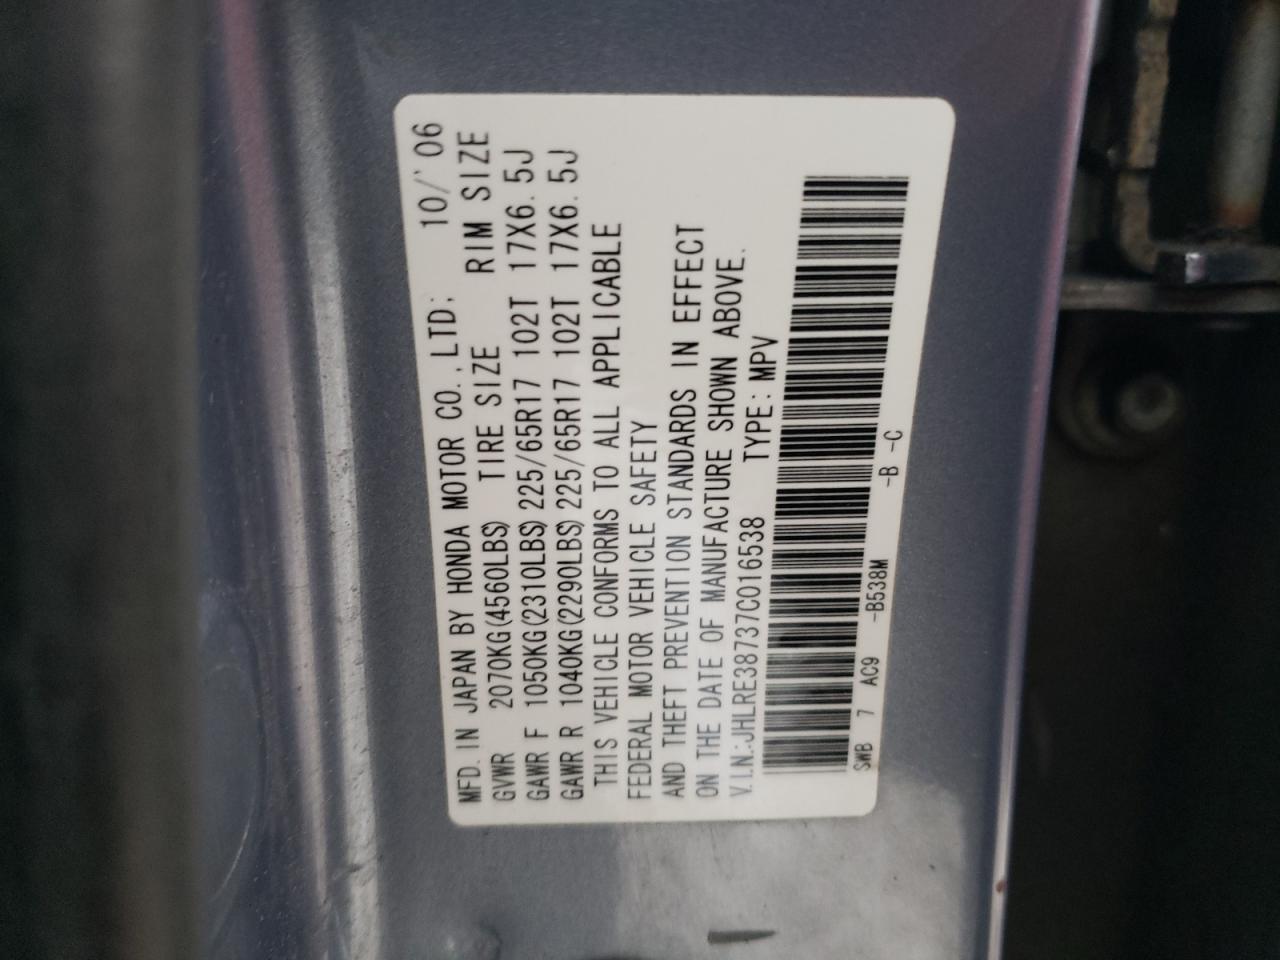 MFD. IN JAPAN BY HONDA MOTOR CO.,LTD: 10/'06
GVWR 2070KG(4560LBS) TIRE SIZE RIM SIZE
GAWR F 1050KG(2310LBS) 225/65R17 102T 17X6.5J
GAWR R 1040KG(2290LBS) 225/65R17 102T 17X6.5J
THIS VEHICLE CONFORMS TO ALL APPLICABLE
FEDERAL MOTOR VEHICLE SAFETY
AND THEFT PREVENTION STANDARDS IN EFFECT
ON THE DATE OF MANUFACTURE SHOWN ABOVE.
V.I.N.:JHLRE38737C016538 TYPE: MPV
SWB 7 AC9 -B538M -B -C